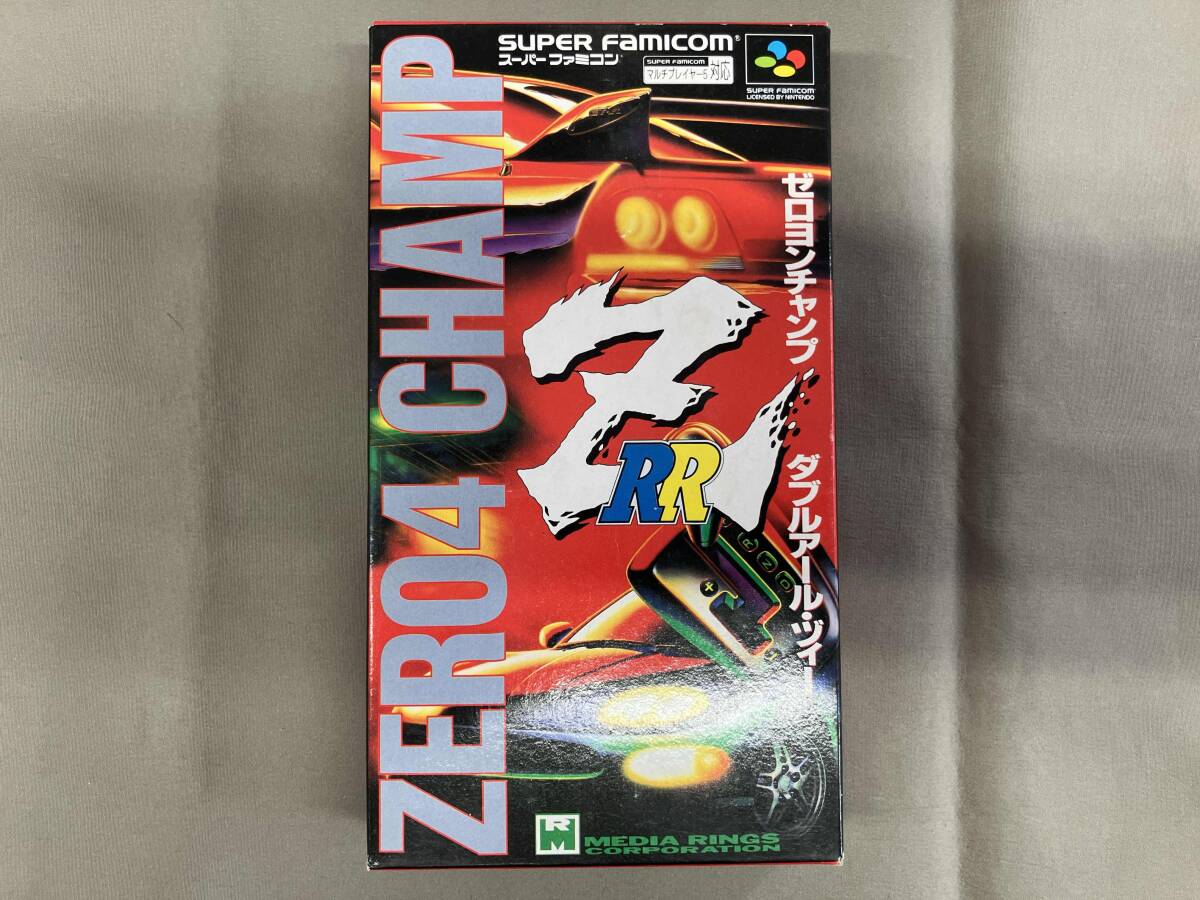 SUPER FAMICOM®
スーパーファミコン®
SUPER FAMICOM
マルチプレイヤー5 対応
SUPER FAMICOM®
LICENSED BY NINTENDO
ZERO4 CHAMP
RR
Z
ゼロヨンチャンプ
ダブルアール・ヅィー
RM
MEDIA RINGS
CORPORATION